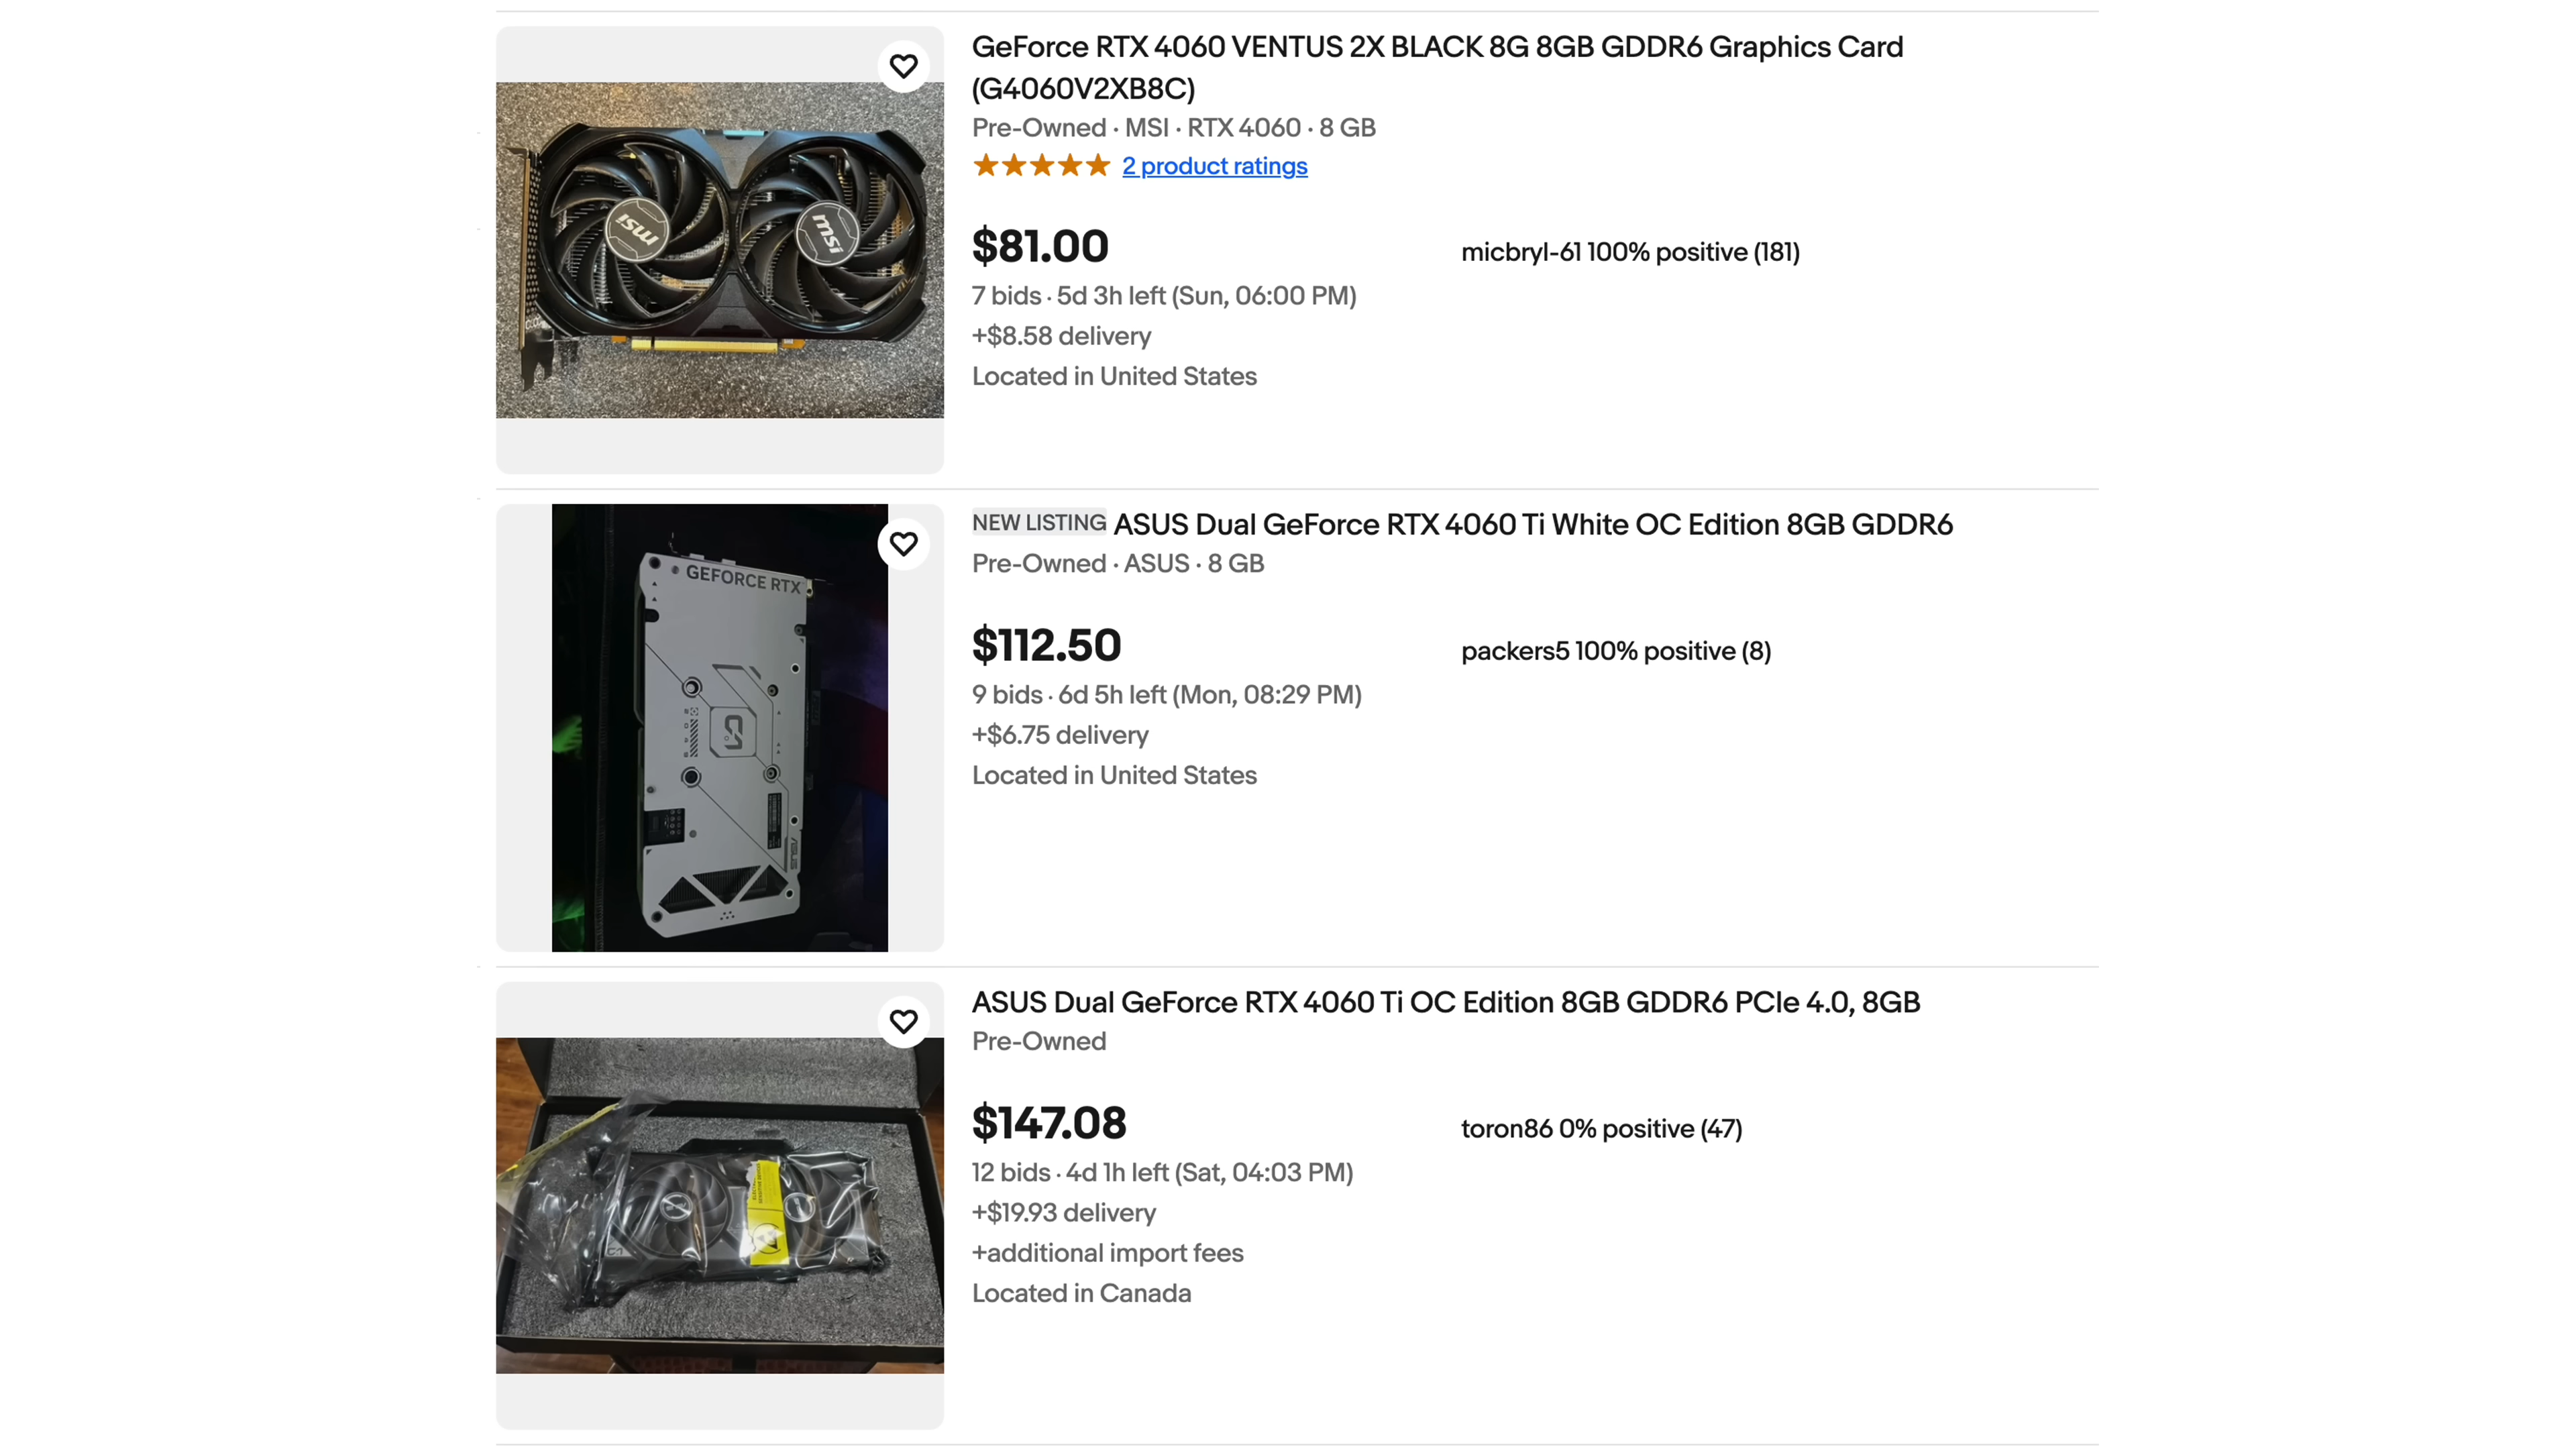 GeForce RTX 4060 VENTUS 2X BLACK 8G 8GB GDDR6 Graphics Card
(G4060V2XB8C)
Pre-Owned · MSI · RTX 4060 · 8 GB
2 product ratings
$81.00
micbryl-61 100% positive (181)
7 bids · 5d 3h left (Sun, 06:00 PM)
+$8.58 delivery
Located in United States
msi
msi
NEW LISTING ASUS Dual GeForce RTX 4060 Ti White OC Edition 8GB GDDR6
Pre-Owned · ASUS · 8 GB
$112.50
packers5 100% positive (8)
9 bids · 6d 5h left (Mon, 08:29 PM)
+$6.75 delivery
Located in United States
GEFORCE RTX
ASUS
ASUS Dual GeForce RTX 4060 Ti OC Edition 8GB GDDR6 PCIe 4.0, 8GB
Pre-Owned
$147.08
toron86 0% positive (47)
12 bids · 4d 1h left (Sat, 04:03 PM)
+$19.93 delivery
+additional import fees
Located in Canada